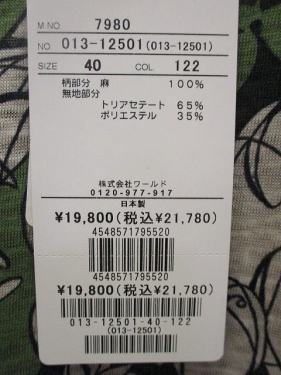 M.NO 7980
NO. 013-12501(013-12501)
SIZE 40 COL. 122
柄部分 麻 100%
無地部分
トリアセテート 65%
ポリエステル 35%
株式会社ワールド
0120-977-917
日本製
¥19,800(税込¥21,780)
4548571795520
4548571795520
¥19,800(税込¥21,780)
013-12501-40-122
(013-12501)